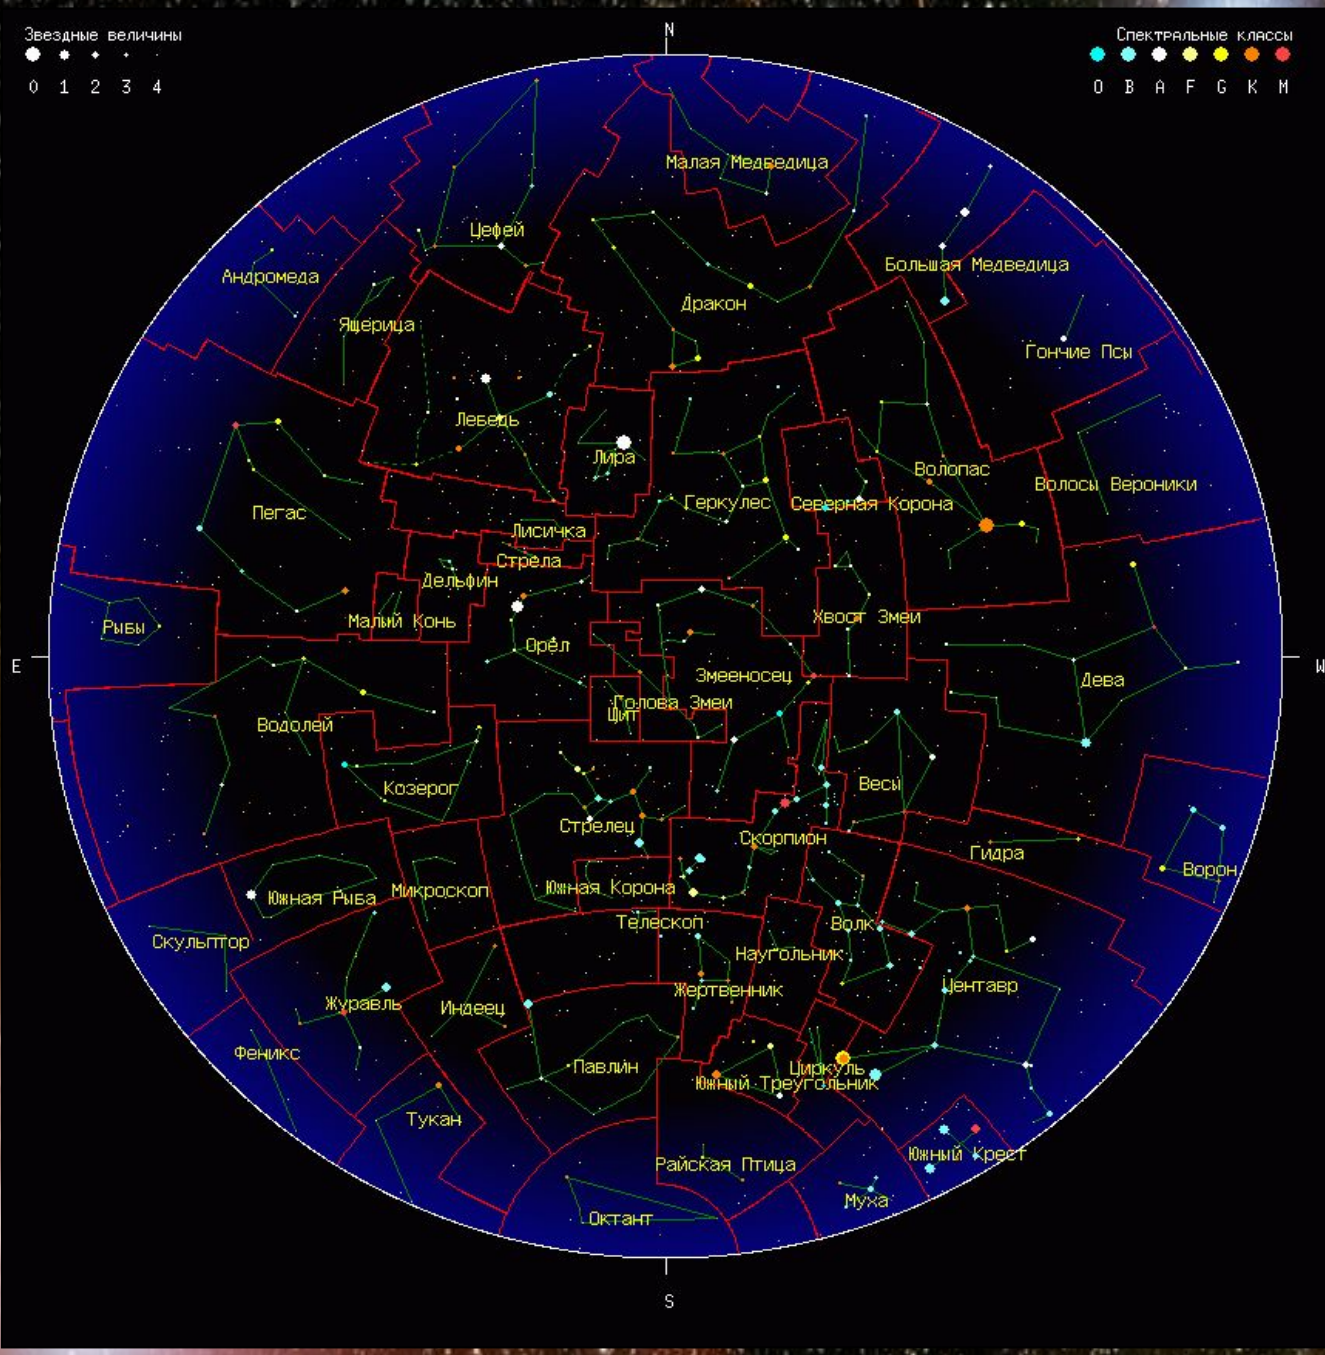 Звездные величины
0 1 2 3 4
N
Спектральные классы
O B A F G K M
Малая Медведица
Цефей
Большая Медведица
Андромеда
Дракон
Ящерица
Гончие Псы
Лебедь
Лира
Волопас
Волосы Вероники
Геркулес
Северная Корона
Пегас
Лисичка
Стрела
Дельфин
Хвост Змеи
Малый Конь
Рыбы
Орёл
E
W
Змееносец
Дева
Голова Змеи
Щит
Водолей
Козерог
Весы
Стрелец
Скорпион
Гидра
Ворон
Южная Рыба
Микроскоп
Южная Корона
Телескоп
Волк
Скульптор
Наугольник
Центавр
Журавль
Индеец
Жертвенник
Феникс
Павлин
Циркуль
Южный Треугольник
Тукан
Южный Крест
Райская Птица
Муха
Октант
S